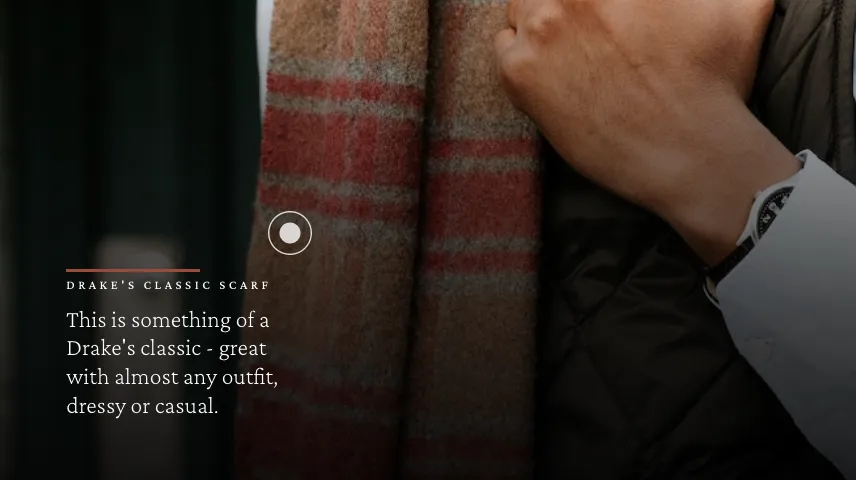 DRAKE'S CLASSIC SCARF
This is something of a
Drake's classic - great
with almost any outfit,
dressy or casual.